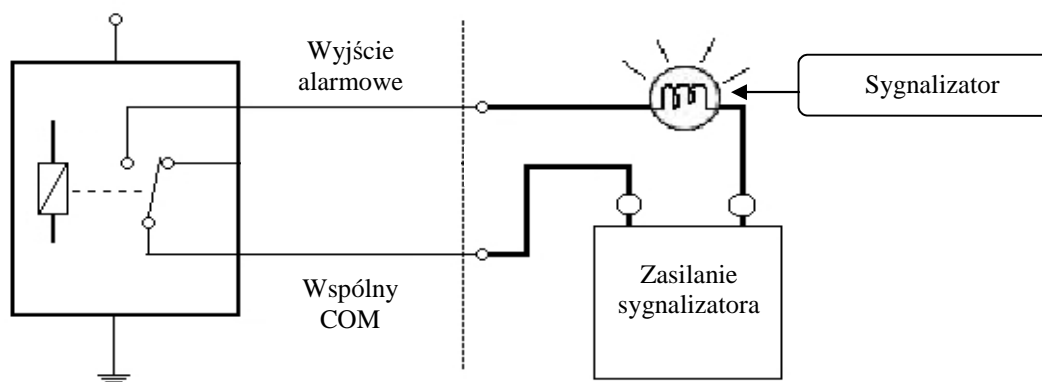 Wyjście
alarmowe
Sygnalizator
Wspólny
COM
Zasilanie
sygnalizatora